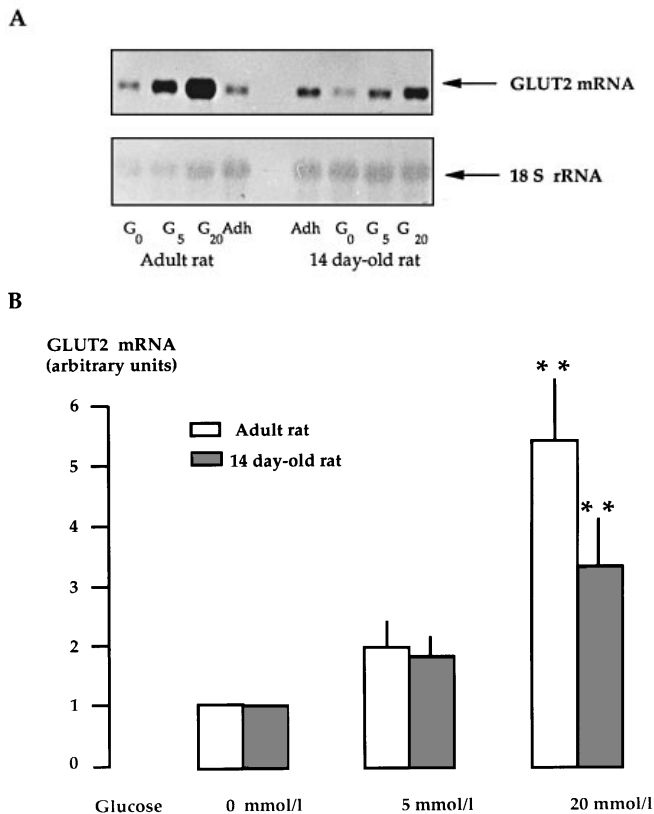 A
GLUT2 mRNA
18 S rRNA
G0 G5 G20 Adh Adh G0 G5 G20
Adult rat 14 day-old rat
B
GLUT2 mRNA
(arbitrary units)
* *
6
Adult rat
14 day-old rat
5
* *
4
3
2
1
0
Glucose 0 mmol/l 5 mmol/l 20 mmol/l